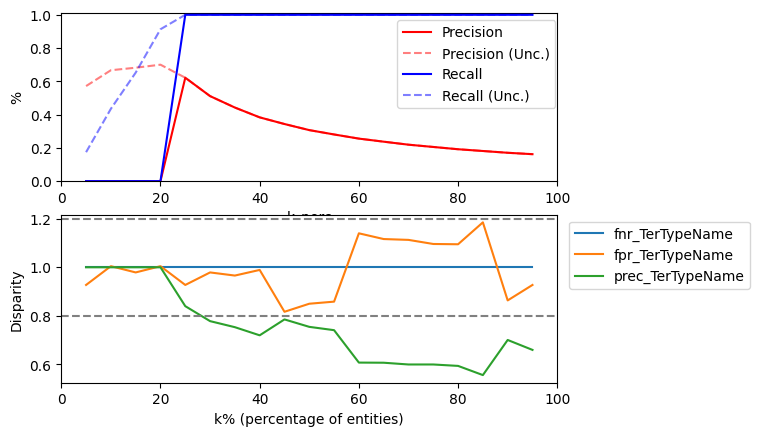 1.0
0.8
0.6
0.4
0.2
0.0
%
Precision
Precision (Unc.)
Recall
Recall (Unc.)
0 20 40 60 80 100
1.2
1.0
0.8
0.6
Disparity
fnr_TerTypeName
fpr_TerTypeName
prec_TerTypeName
0 20 40 60 80 100
k% (percentage of entities)